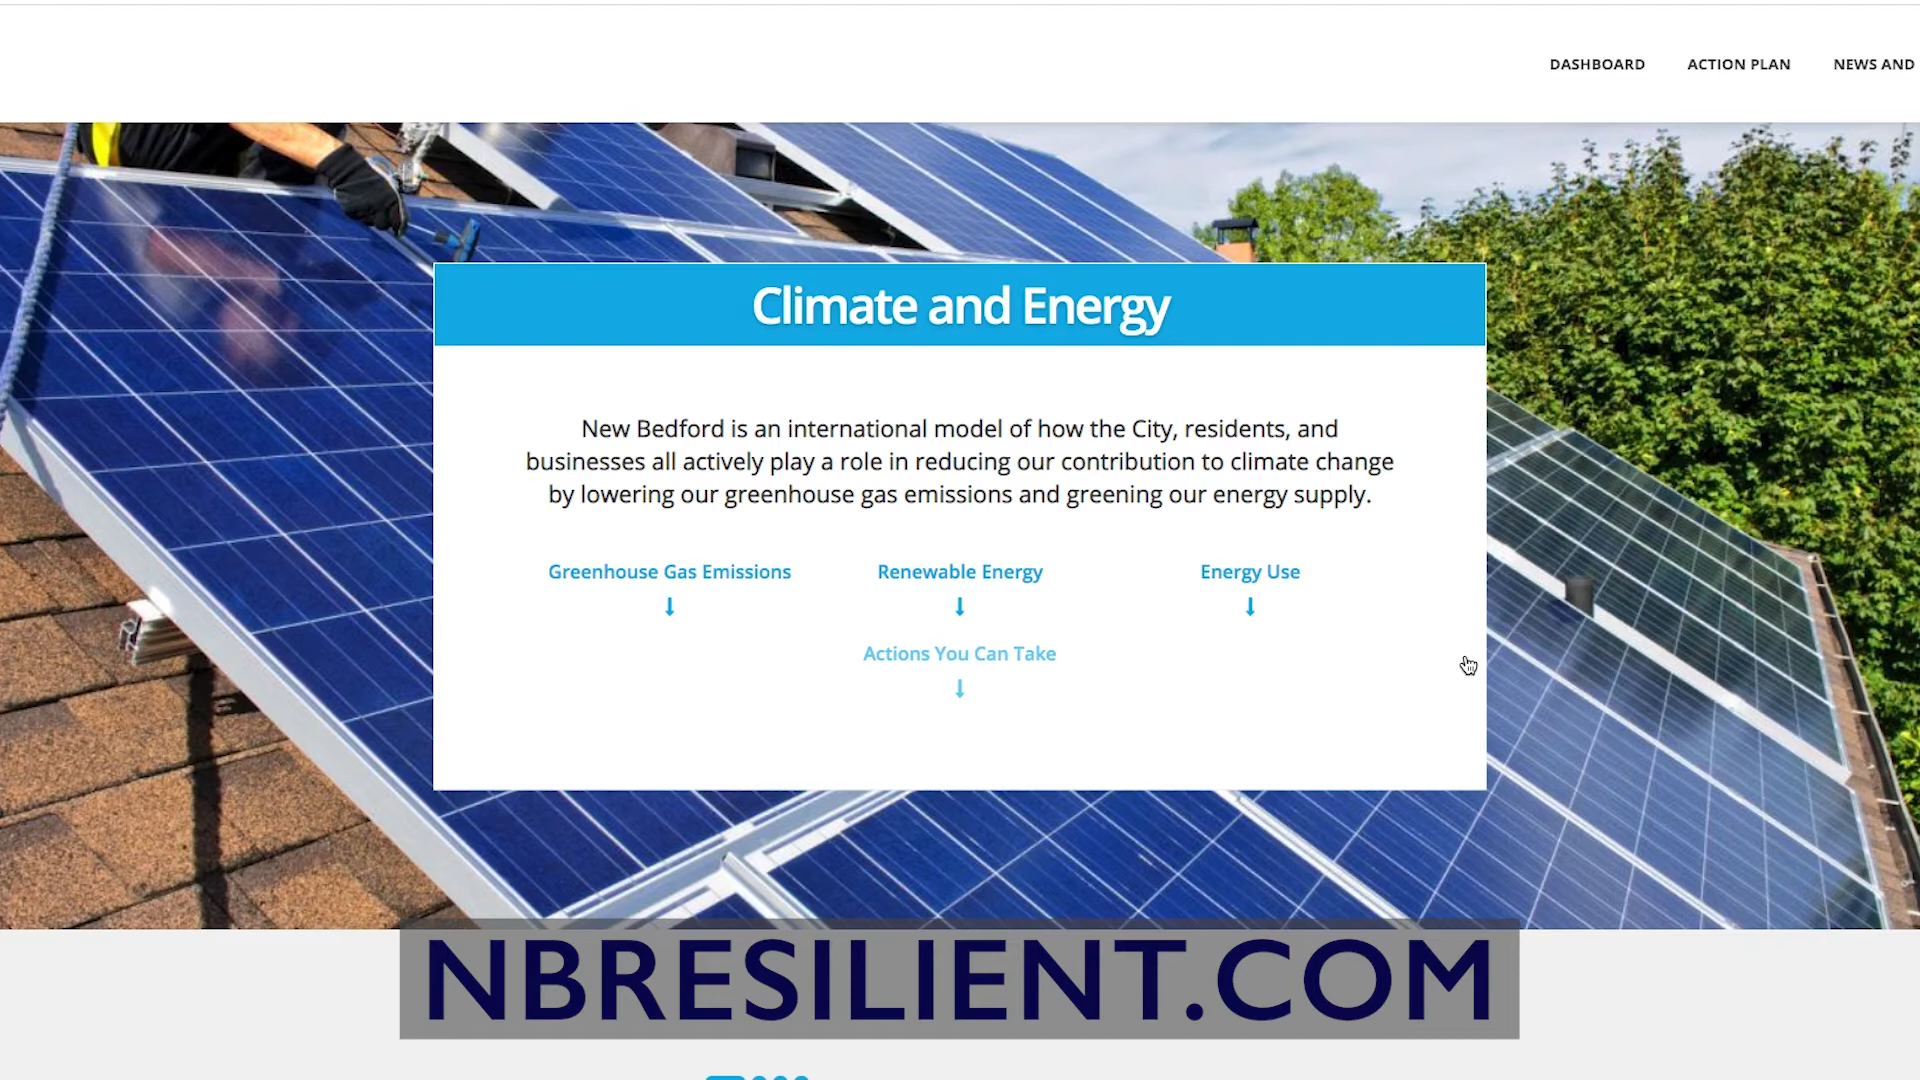 DASHBOARD ACTION PLAN NEWS AND
Climate and Energy
New Bedford is an international model of how the City, residents, and
businesses all actively play a role in reducing our contribution to climate change
by lowering our greenhouse gas emissions and greening our energy supply.
Greenhouse Gas Emissions Renewable Energy Energy Use
Actions You Can Take
NBRESILIENT.COM